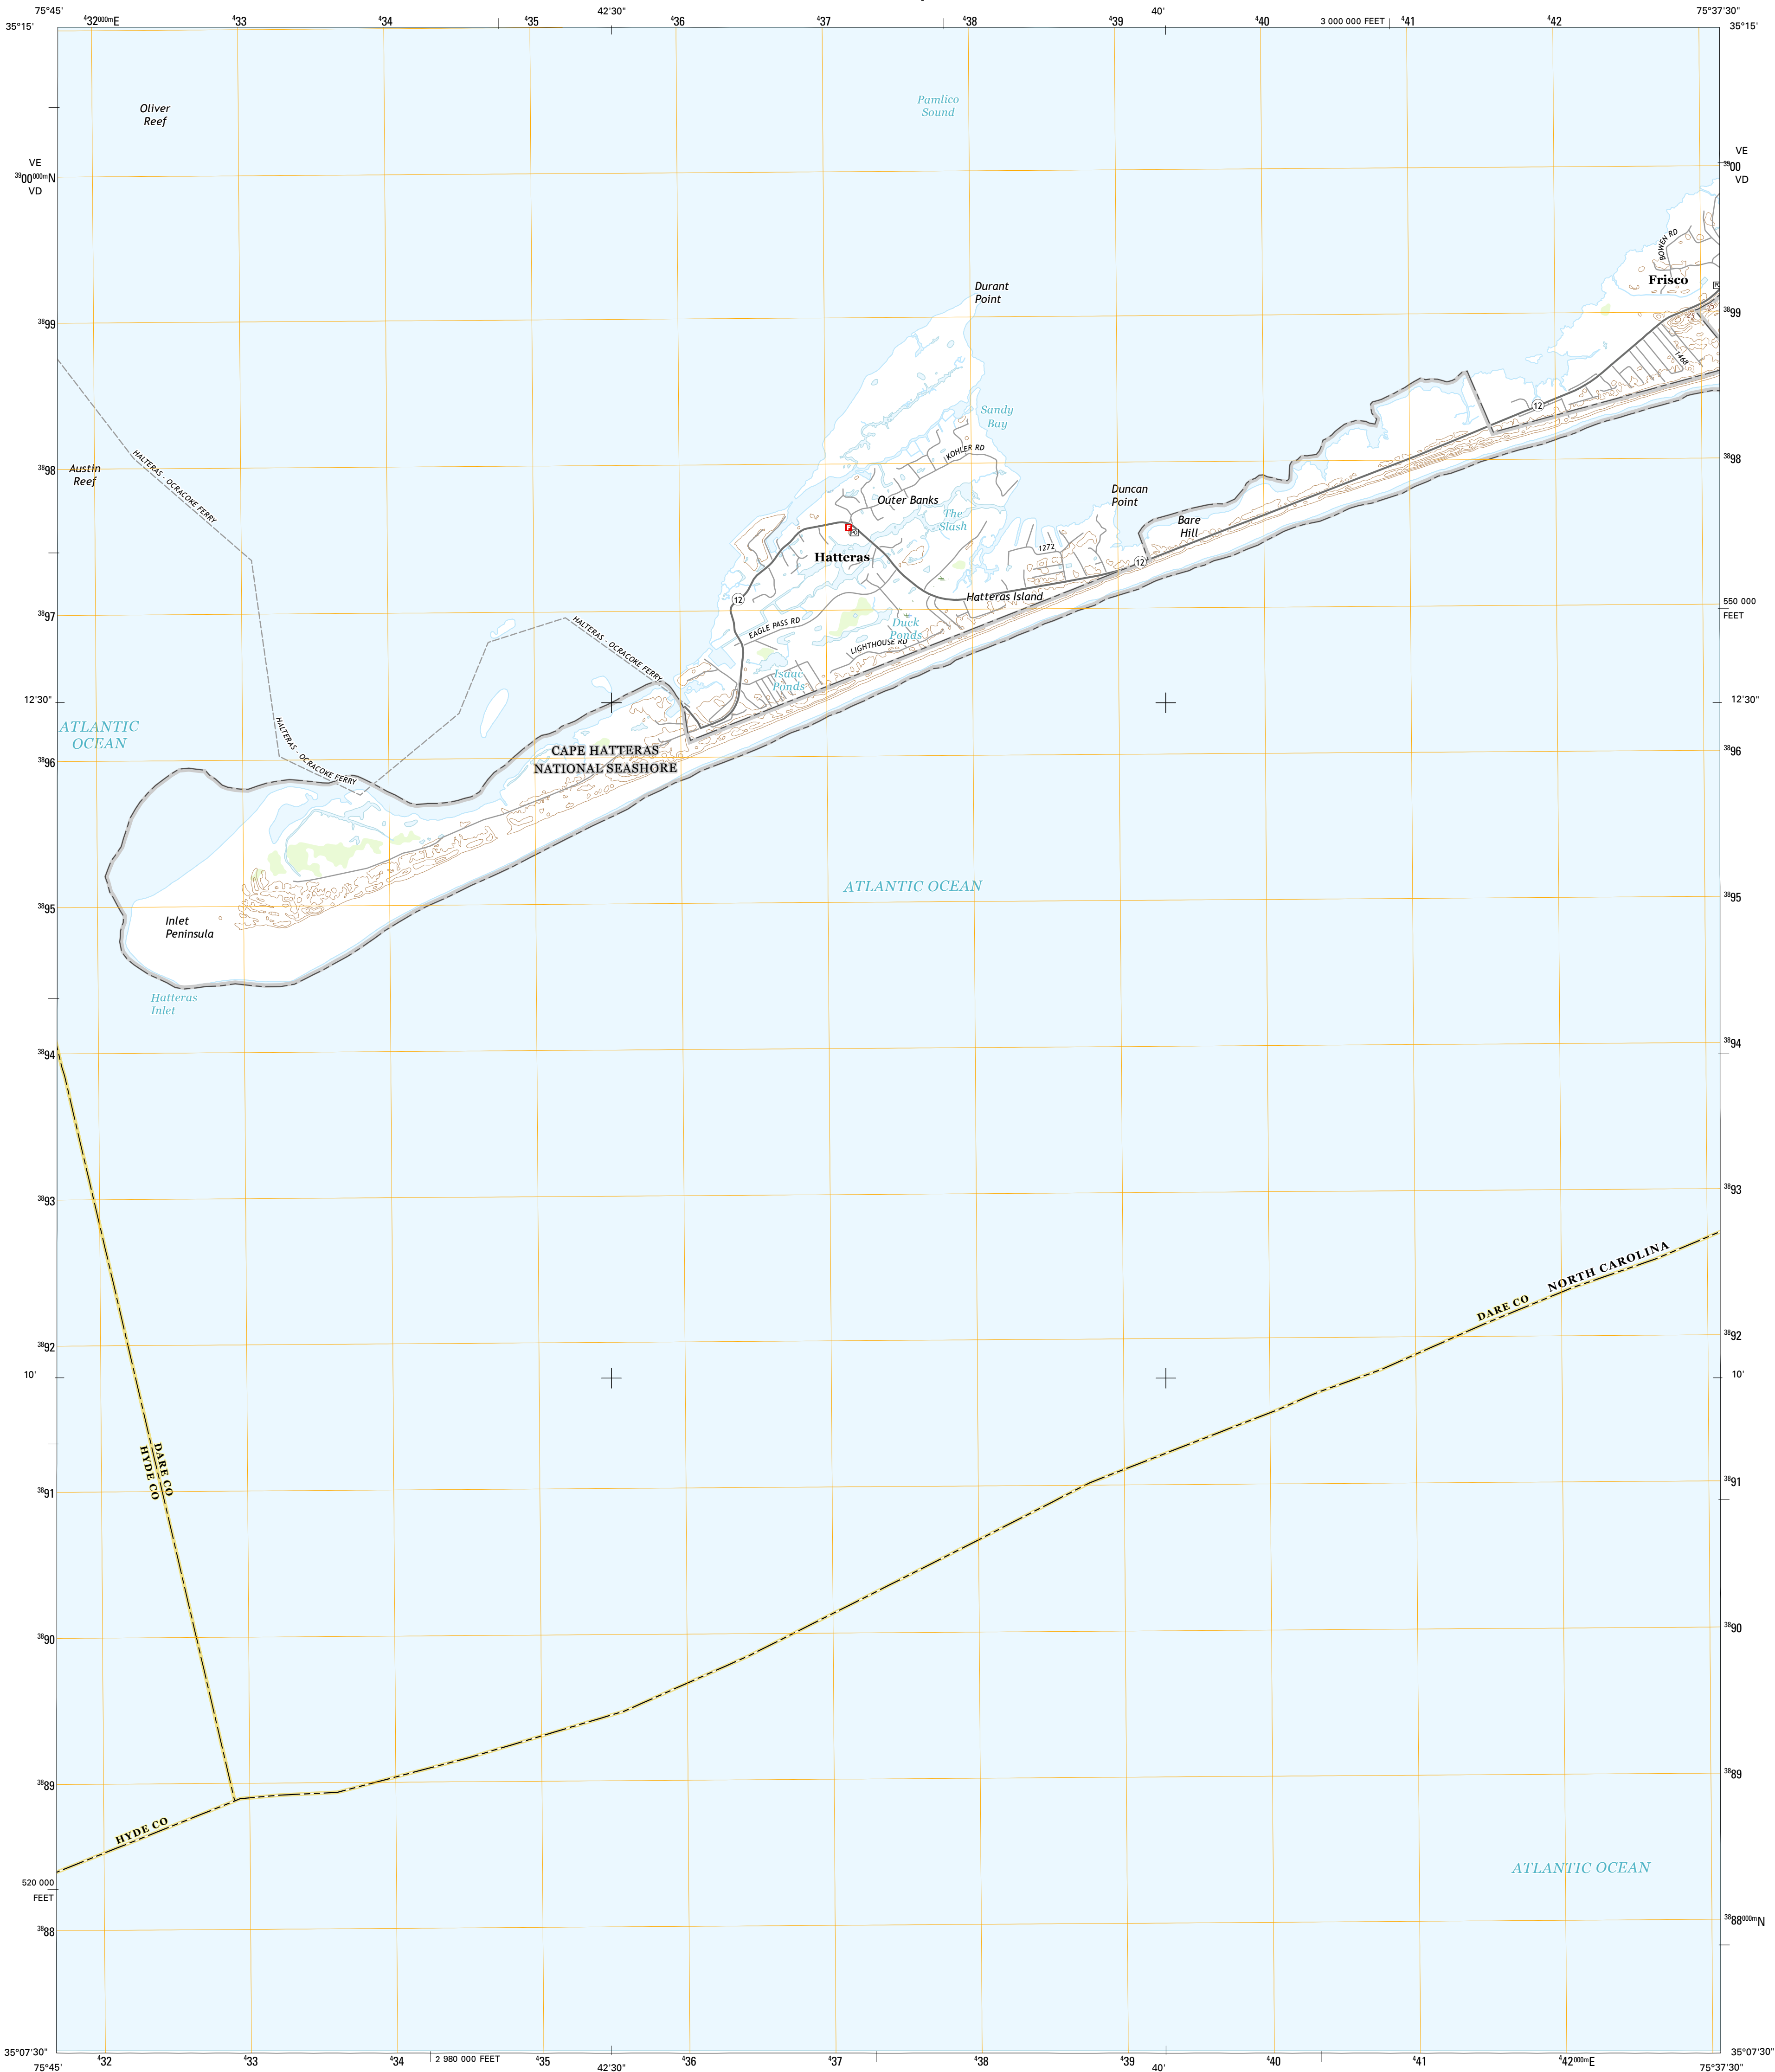 75°45' ⁴32⁰⁰⁰ᵐE ⁴33 ⁴34 ⁴35 42'30" ⁴36 ⁴37 ⁴38 ⁴39 40' ⁴40 3 000 000 FEET ⁴41 ⁴42 75°37'30"
35°15' 35°15'
Oliver
Reef
Pamlico
Sound
VE VE
³⁹00⁰⁰⁰ᵐN ³⁹00
VD VD
BOWEN RD
Frisco
Durant
Point
³⁸99 ³⁸99
1468
Sandy
Bay
12
KOHLER RD
HALTERAS - OCRACOKE FERRY
Austin
Reef
³⁸98 ³⁸98
Outer Banks
Duncan
Point
The
Slash
Bare
Hill
1272
Hatteras
12
12
Hatteras Island
550 000
FEET
³⁸97 ³⁸97
EAGLE PASS RD
Duck
Ponds
LIGHTHOUSE RD
HALTERAS - OCRACOKE FERRY
Isaac
Ponds
12'30" 12'30"
ATLANTIC
OCEAN
HALTERAS - OCRACOKE FERRY
CAPE HATTERAS
NATIONAL SEASHORE
³⁸96 ³⁸96
ATLANTIC OCEAN
³⁸95 ³⁸95
Inlet
Peninsula
Hatteras
Inlet
³⁸94 ³⁸94
³⁸93 ³⁸93
NORTH CAROLINA
DARE CO
³⁸92 ³⁸92
10' 10'
DARE CO
HYDE CO
³⁸91 ³⁸91
³⁸90 ³⁸90
³⁸89 ³⁸89
HYDE CO
ATLANTIC OCEAN
520 000
FEET
³⁸88 ³⁸88⁰⁰⁰ᵐN
35°07'30" 35°07'30"
75°45' ⁴32 ⁴33 ⁴34 2 980 000 FEET ⁴35 42'30" ⁴36 ⁴37 ⁴38 ⁴39 40' ⁴40 ⁴41 ⁴42⁰⁰⁰ᵐE 75°37'30"